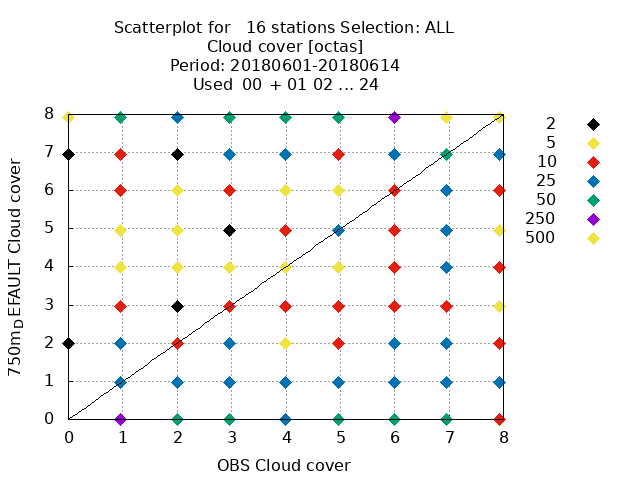 Scatterplot for   16 stations Selection: ALL
Cloud cover [octas]
Period: 20180601-20180614
Used  00 + 01 02 ... 24
8
7
6
5
4
3
2
1
0
750mDEFAULT Cloud cover
0 1 2 3 4 5 6 7 8
OBS Cloud cover
2
5
10
25
50
250
500